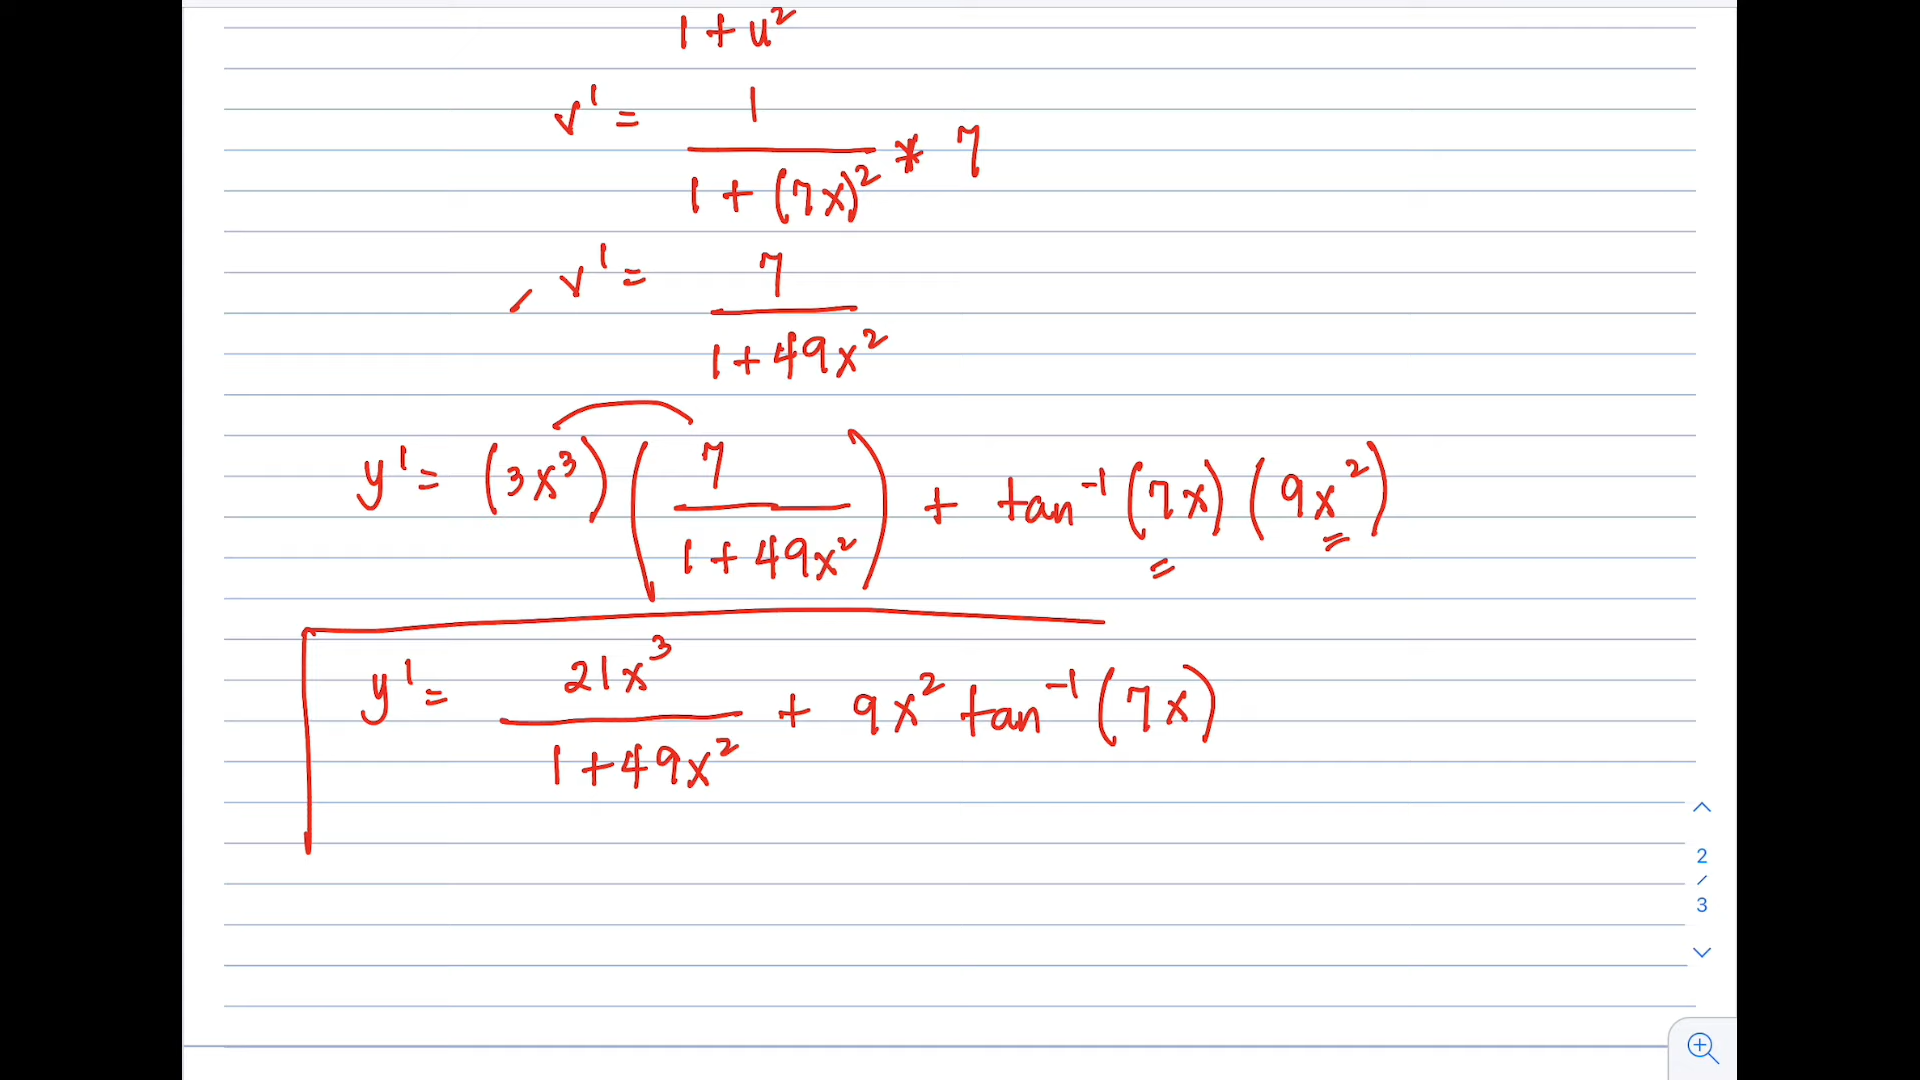 1 + u²
v' = 1 / (1 + (7x)²) * 7
v' = 7 / (1 + 49x²)
y' = (3x³) (7 / (1 + 49x²)) + tan⁻¹ (7x) (9x²)
y' = 21x³ / (1 + 49x²) + 9x² tan⁻¹ (7x)
2
/
3